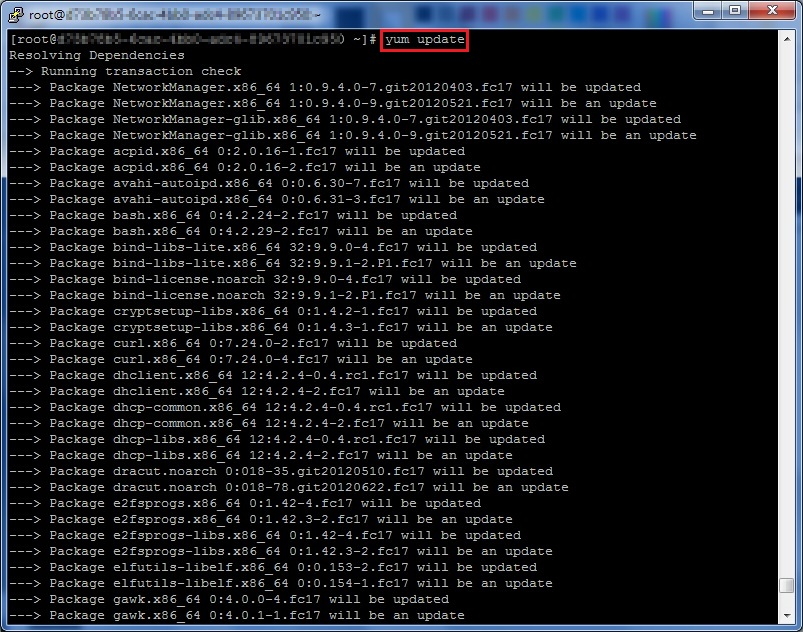 root@
[root@ ~]# yum update
Resolving Dependencies
--> Running transaction check
---> Package NetworkManager.x86_64 1:0.9.4.0-7.git20120403.fc17 will be updated
---> Package NetworkManager.x86_64 1:0.9.4.0-9.git20120521.fc17 will be an update
---> Package NetworkManager-glib.x86_64 1:0.9.4.0-7.git20120403.fc17 will be updated
---> Package NetworkManager-glib.x86_64 1:0.9.4.0-9.git20120521.fc17 will be an update
---> Package acpid.x86_64 0:2.0.16-1.fc17 will be updated
---> Package acpid.x86_64 0:2.0.16-2.fc17 will be an update
---> Package avahi-autoipd.x86_64 0:0.6.30-7.fc17 will be updated
---> Package avahi-autoipd.x86_64 0:0.6.31-3.fc17 will be an update
---> Package bash.x86_64 0:4.2.24-2.fc17 will be updated
---> Package bash.x86_64 0:4.2.29-2.fc17 will be an update
---> Package bind-libs-lite.x86_64 32:9.9.0-4.fc17 will be updated
---> Package bind-libs-lite.x86_64 32:9.9.1-2.P1.fc17 will be an update
---> Package bind-license.noarch 32:9.9.0-4.fc17 will be updated
---> Package bind-license.noarch 32:9.9.1-2.P1.fc17 will be an update
---> Package cryptsetup-libs.x86_64 0:1.4.2-1.fc17 will be updated
---> Package cryptsetup-libs.x86_64 0:1.4.3-1.fc17 will be an update
---> Package curl.x86_64 0:7.24.0-2.fc17 will be updated
---> Package curl.x86_64 0:7.24.0-4.fc17 will be an update
---> Package dhclient.x86_64 12:4.2.4-0.4.rc1.fc17 will be updated
---> Package dhclient.x86_64 12:4.2.4-2.fc17 will be an update
---> Package dhcp-common.x86_64 12:4.2.4-0.4.rc1.fc17 will be updated
---> Package dhcp-common.x86_64 12:4.2.4-2.fc17 will be an update
---> Package dhcp-libs.x86_64 12:4.2.4-0.4.rc1.fc17 will be updated
---> Package dhcp-libs.x86_64 12:4.2.4-2.fc17 will be an update
---> Package dracut.noarch 0:018-35.git20120510.fc17 will be updated
---> Package dracut.noarch 0:018-78.git20120622.fc17 will be an update
---> Package e2fsprogs.x86_64 0:1.42-4.fc17 will be updated
---> Package e2fsprogs.x86_64 0:1.42.3-2.fc17 will be an update
---> Package e2fsprogs-libs.x86_64 0:1.42-4.fc17 will be updated
---> Package e2fsprogs-libs.x86_64 0:1.42.3-2.fc17 will be an update
---> Package elfutils-libelf.x86_64 0:0.153-2.fc17 will be updated
---> Package elfutils-libelf.x86_64 0:0.154-1.fc17 will be an update
---> Package gawk.x86_64 0:4.0.0-4.fc17 will be updated
---> Package gawk.x86_64 0:4.0.1-1.fc17 will be an update